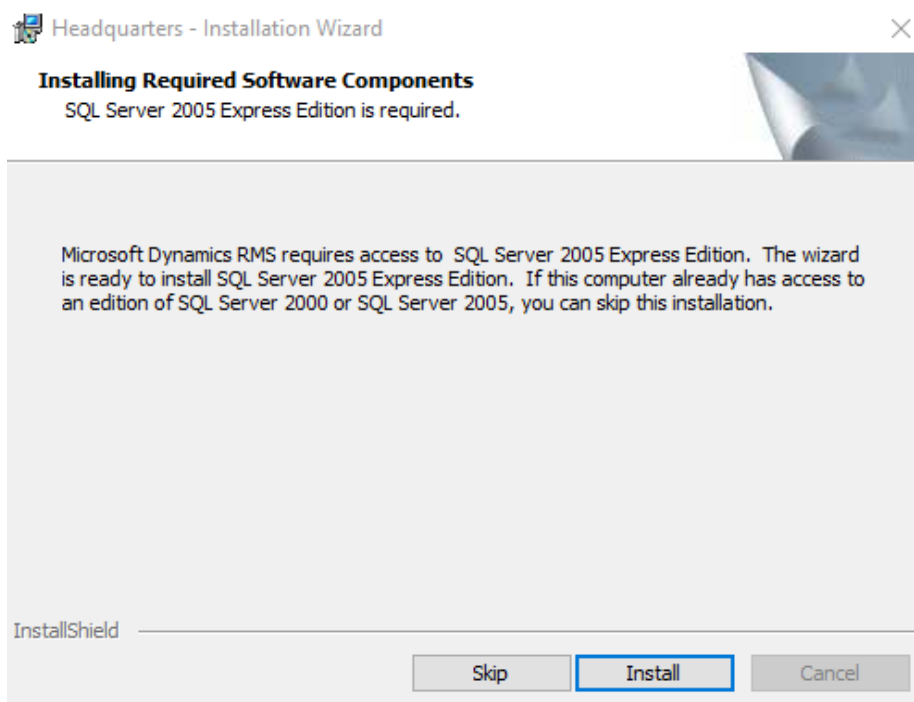 Headquarters - Installation Wizard
Installing Required Software Components
SQL Server 2005 Express Edition is required.
Microsoft Dynamics RMS requires access to  SQL Server 2005 Express Edition.  The wizard
is ready to install SQL Server 2005 Express Edition.  If this computer already has access to
an edition of SQL Server 2000 or SQL Server 2005, you can skip this installation.
InstallShield
Skip
Install
Cancel